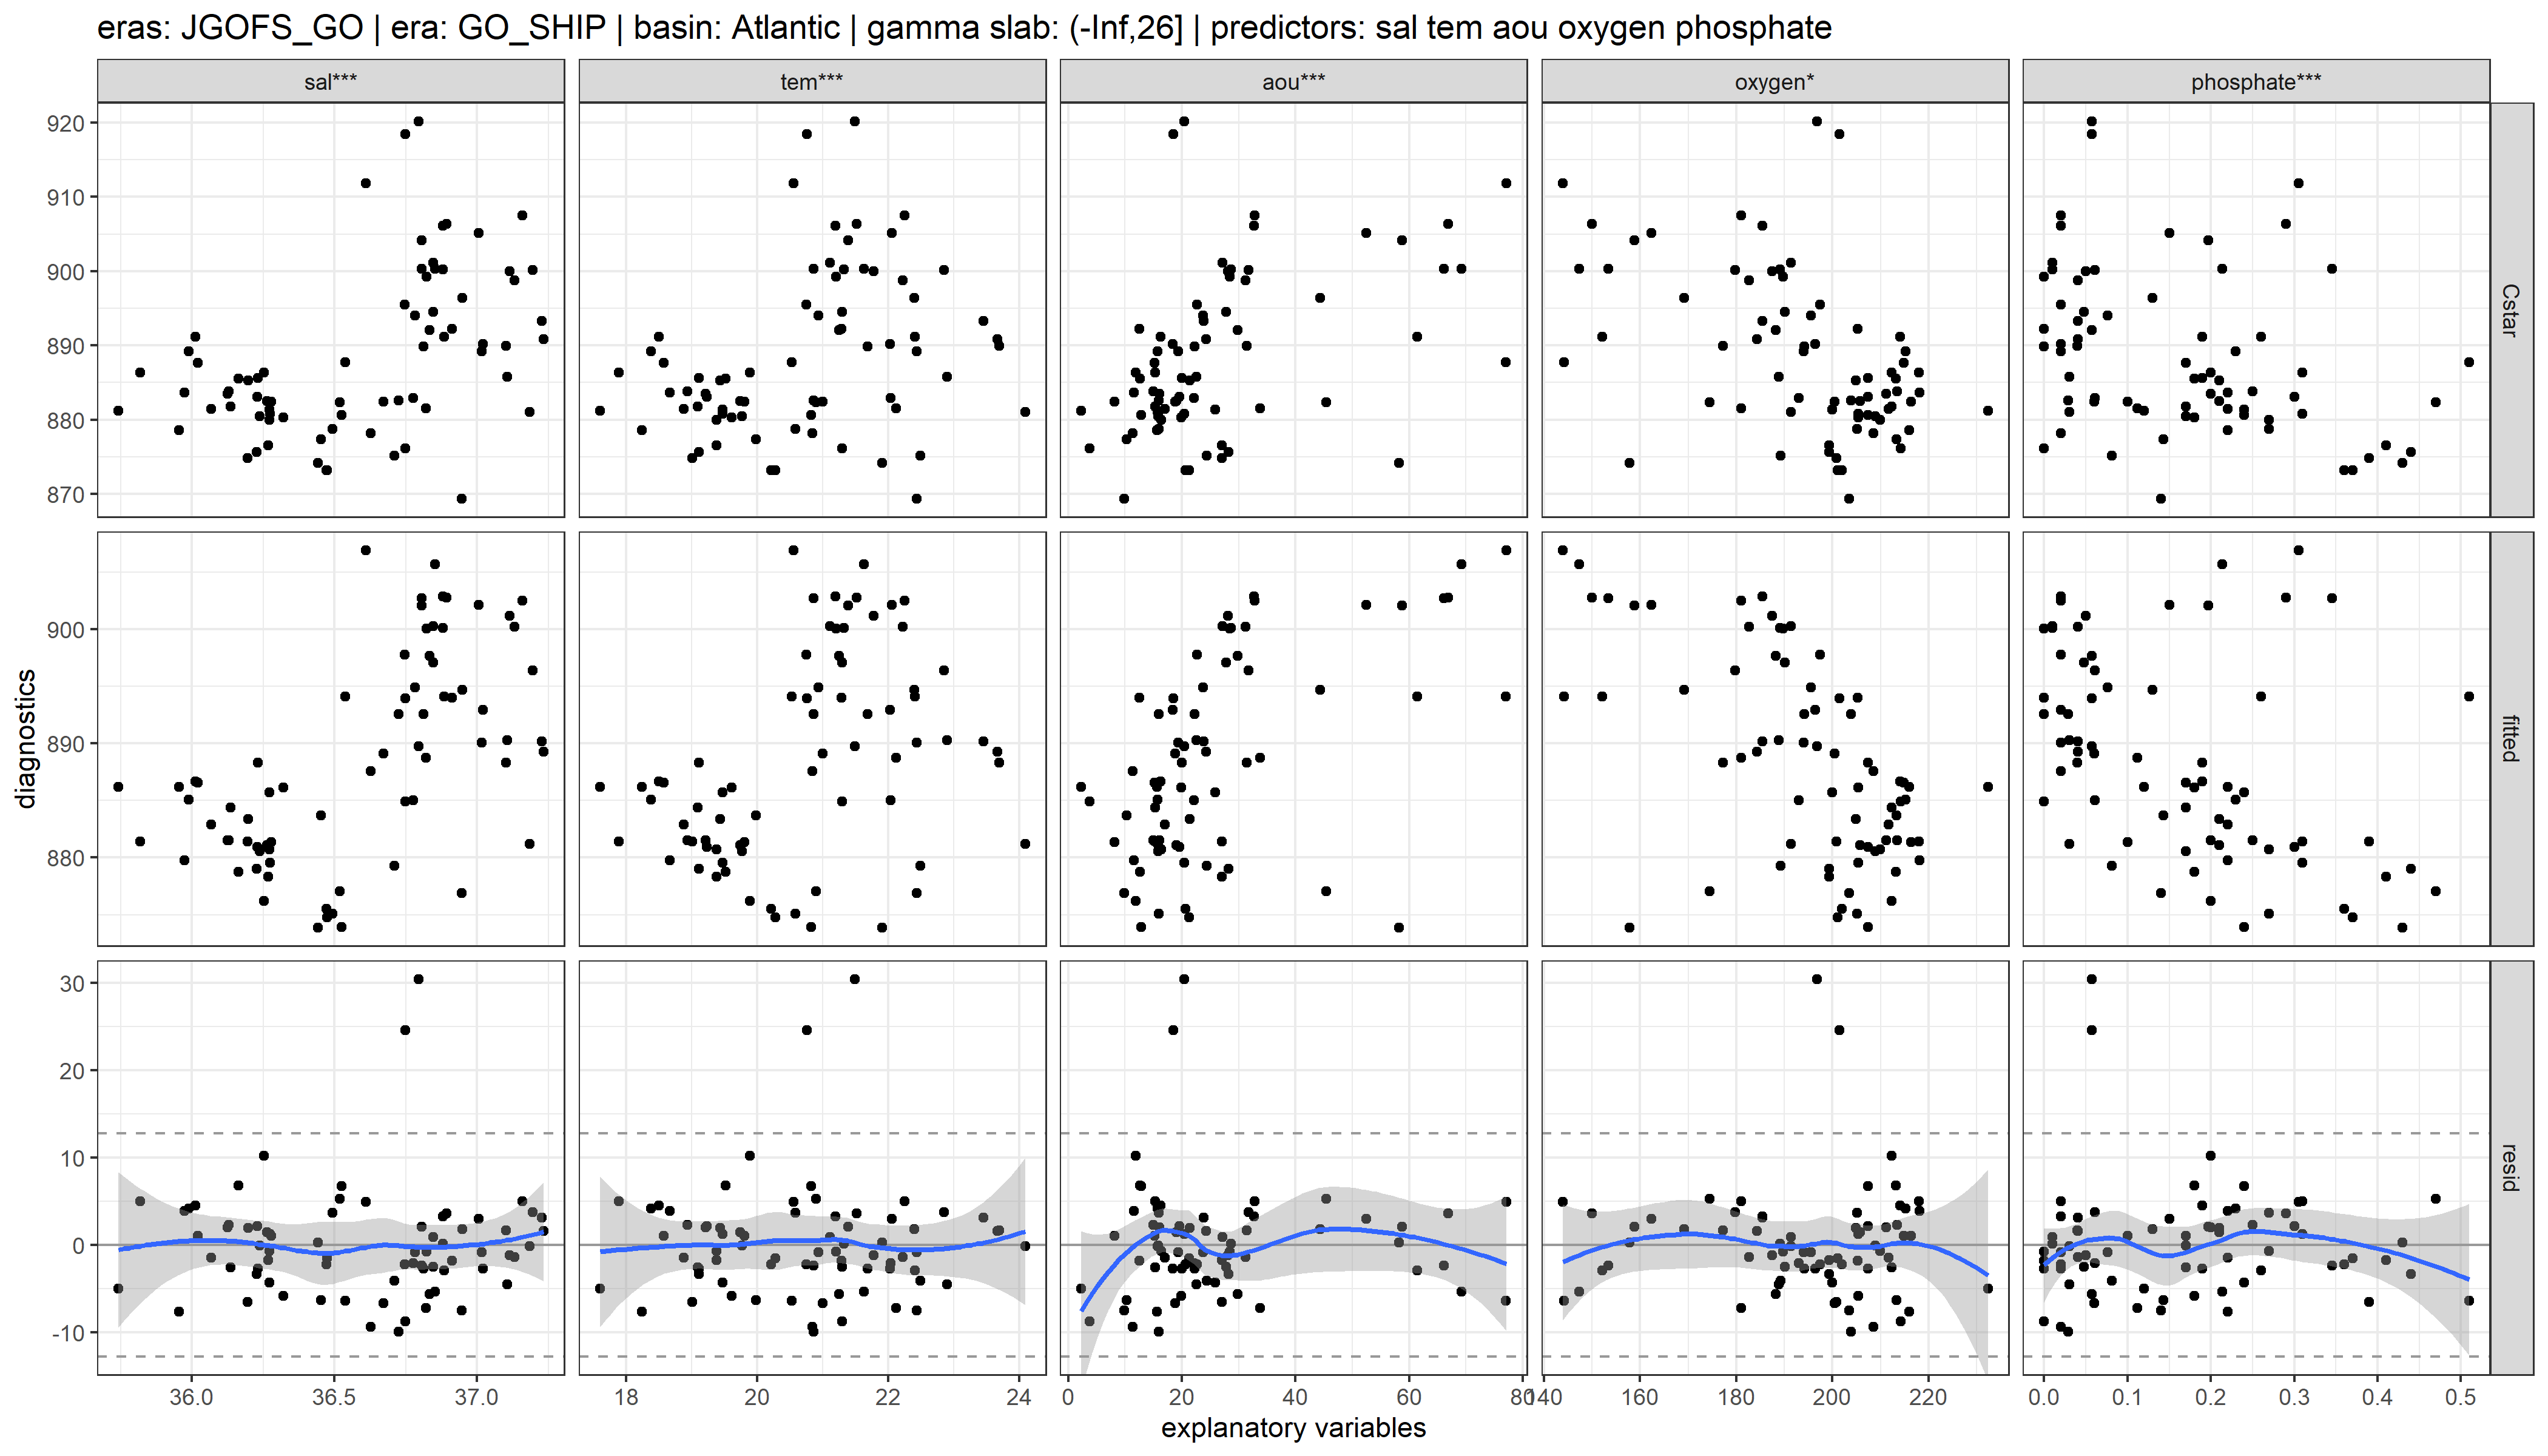 eras: JGOFS_GO | era: GO_SHIP | basin: Atlantic | gamma slab: (-Inf,26] | predictors: sal tem aou oxygen phosphate
sal*** tem*** aou*** oxygen* phosphate***
920
910
900
890
880
870
Cstar
900
890
880
fitted
diagnostics
30
20
10
0
-10
resid
36.0 36.5 37.0 18 20 22 24 0 20 40 60 80 140 160 180 200 220 0.0 0.1 0.2 0.3 0.4 0.5
explanatory variables